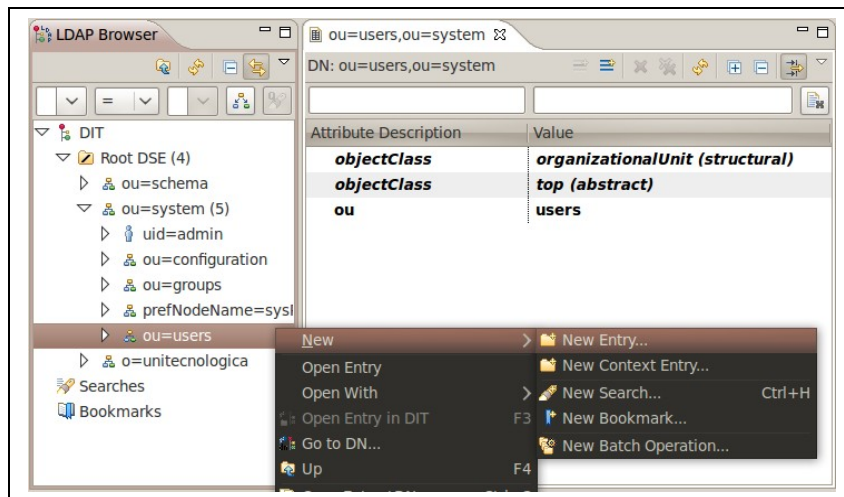 LDAP Browser
ou=users,ou=system
DN: ou=users,ou=system
=
Attribute Description Value
objectClass organizationalUnit (structural)
objectClass top (abstract)
ou users
DIT
Root DSE (4)
ou=schema
ou=system (5)
uid=admin
ou=configuration
ou=groups
ou=users
o=unitecnologica
Searches
Bookmarks
New
Open Entry
Open With
Open Entry in DIT F3
Go to DN...
Up F4
New Entry...
New Context Entry...
New Search... Ctrl+H
New Bookmark...
New Batch Operation...